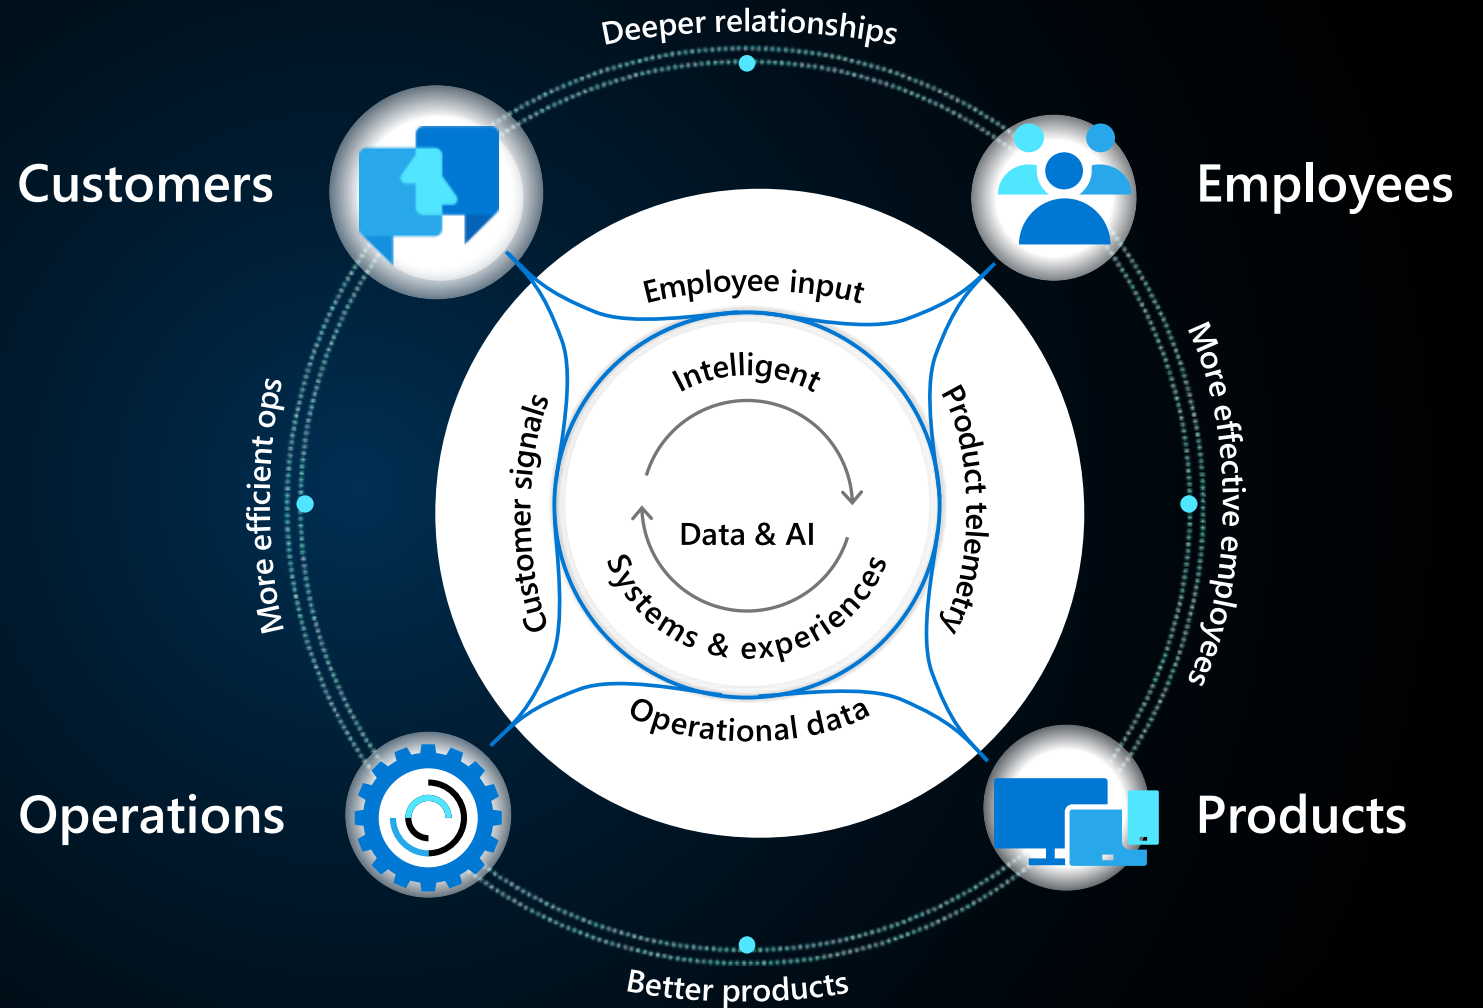 Deeper relationships
Customers
Employees
Employee input
Intelligent
More efficient ops
Customer signals
Data & AI
Product telemetry
More effective employees
Systems & experiences
Operational data
Operations
Products
Better products